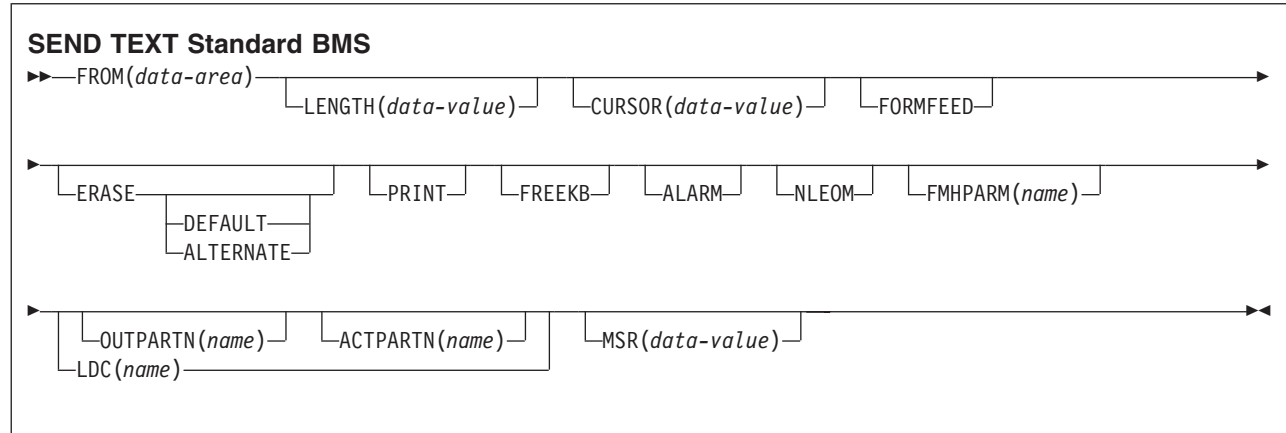 SEND TEXT Standard BMS
FROM(data-area)
LENGTH(data-value) CURSOR(data-value) FORMFEED
ERASE PRINT FREEKB ALARM NLEOM FMHPARM(name)
DEFAULT
ALTERNATE
OUTPARTN(name) ACTPARTN(name) MSR(data-value)
LDC(name)